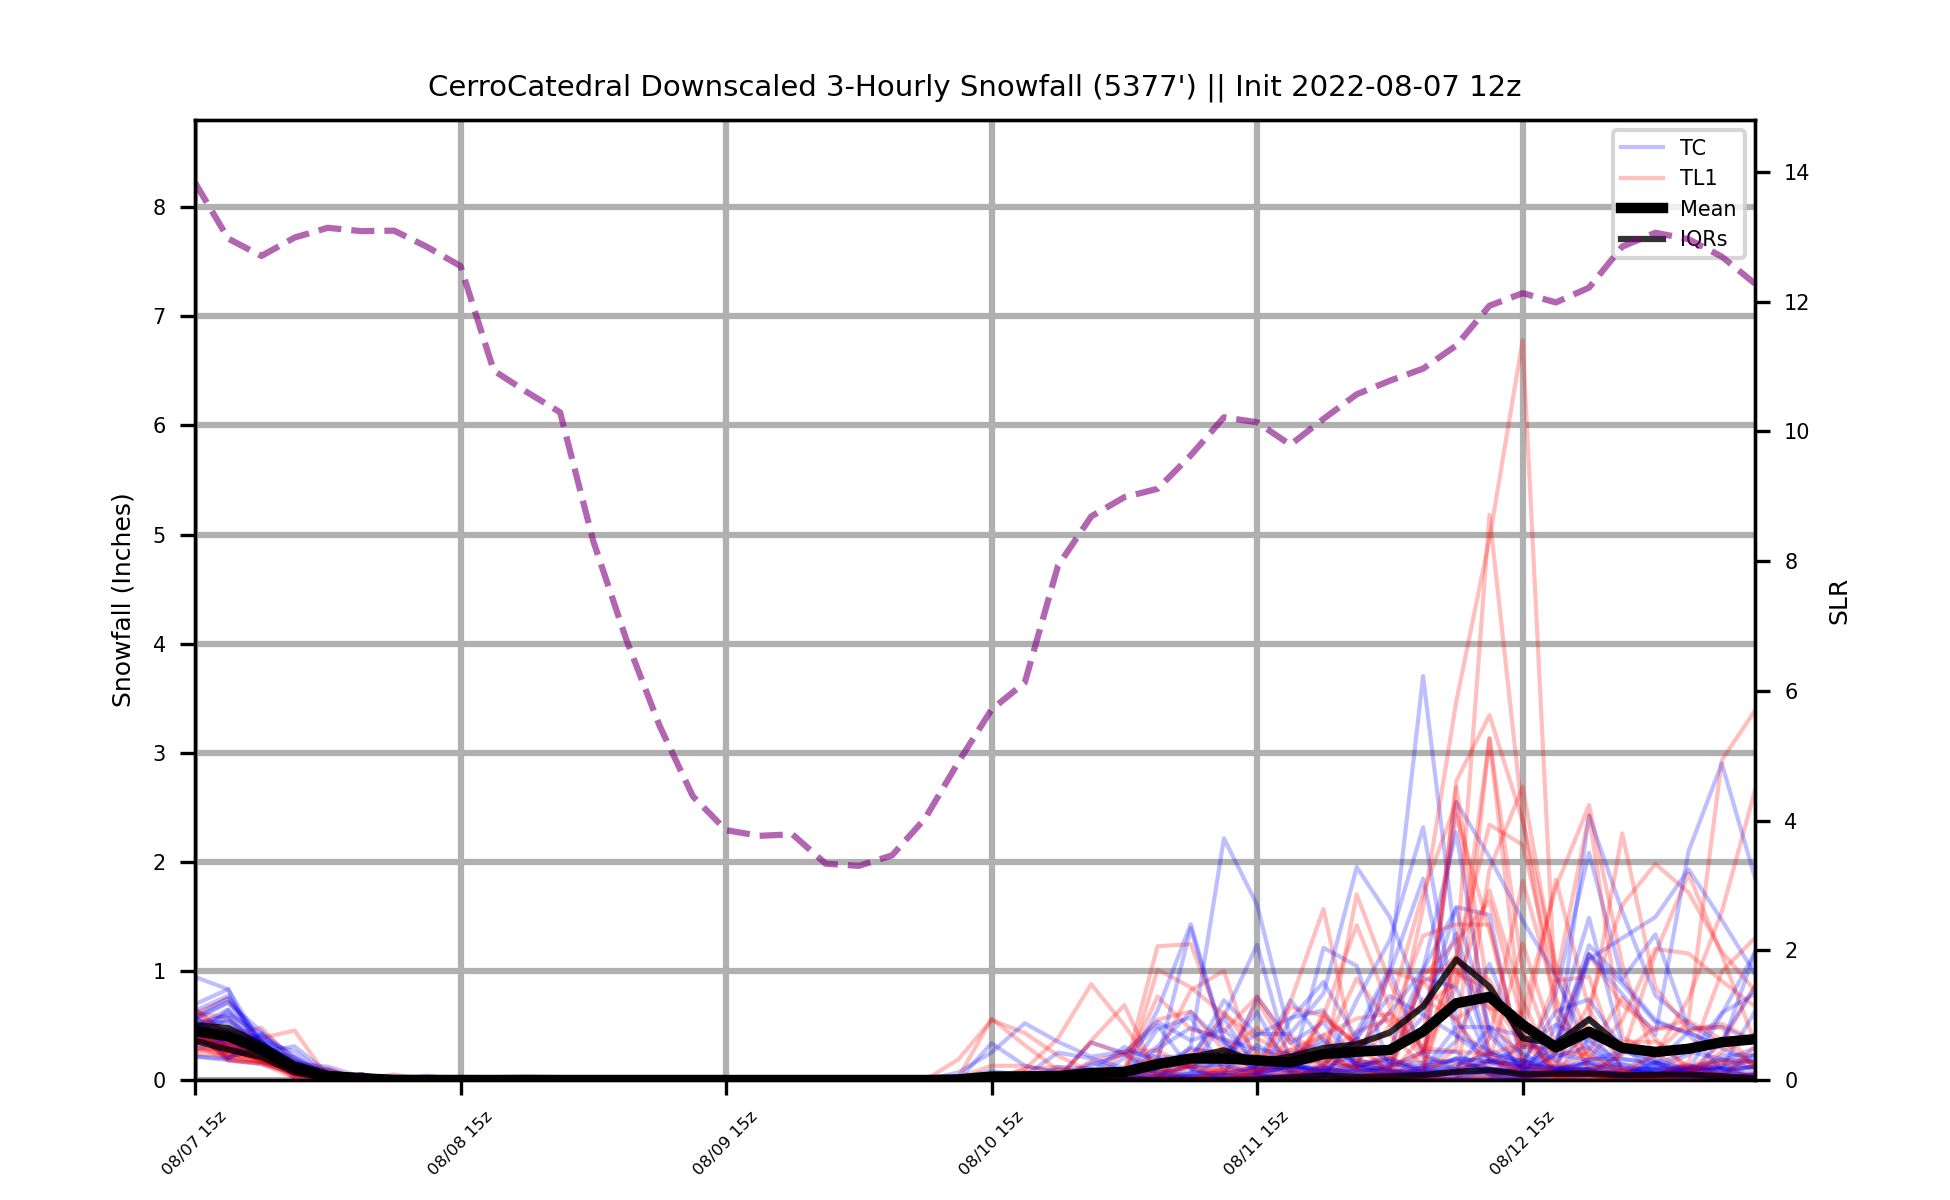 CerroCatedral Downscaled 3-Hourly Snowfall (5377') || Init 2022-08-07 12z
TC
TL1
Mean
IQRs
8
7
6
5
4
3
2
1
0
Snowfall (Inches)
14
12
10
8
6
4
2
0
SLR
08/07 15z
08/08 15z
08/09 15z
08/10 15z
08/11 15z
08/12 15z